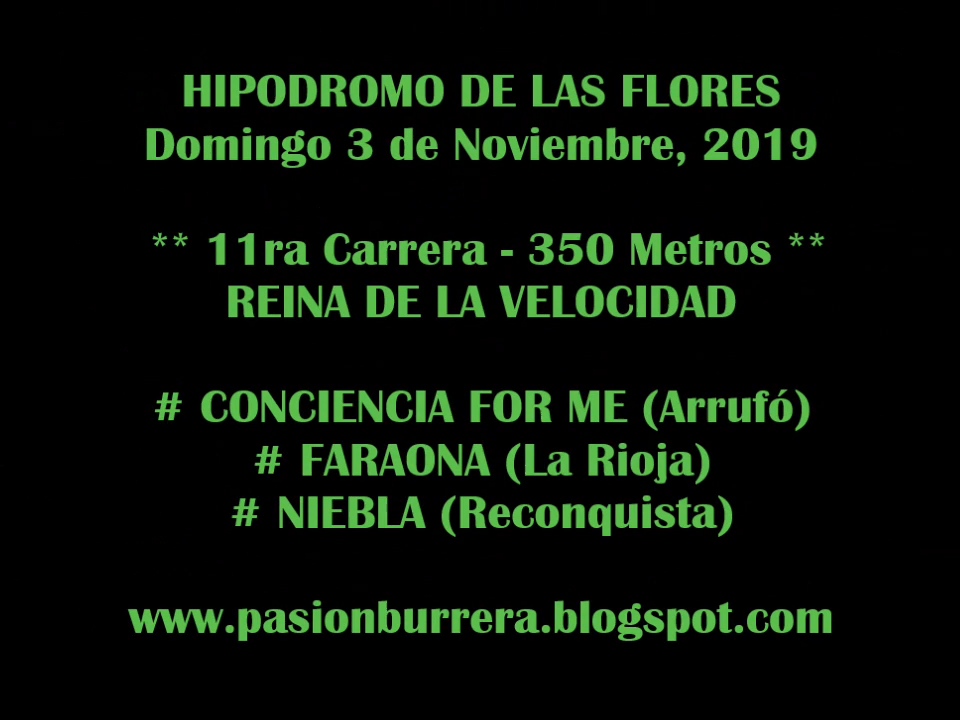 HIPODROMO DE LAS FLORES
Domingo 3 de Noviembre, 2019
** 11ra Carrera - 350 Metros **
REINA DE LA VELOCIDAD
# CONCIENCIA FOR ME (Arrufó)
# FARAONA (La Rioja)
# NIEBLA (Reconquista)
www.pasionburrera.blogspot.com